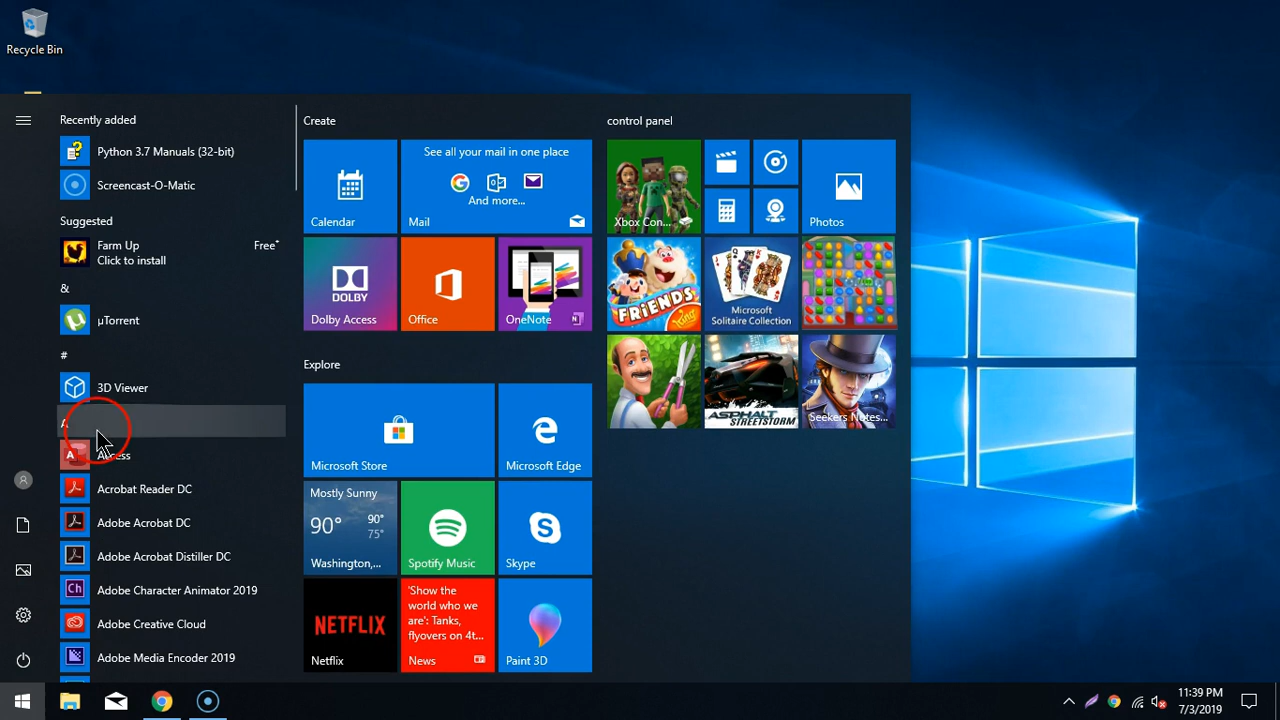 Recycle Bin
Recently added
Python 3.7 Manuals (32-bit)
Screencast-O-Matic
Suggested
Farm Up
Free*
Click to install
&
µTorrent
#
3D Viewer
A
Access
Acrobat Reader DC
Adobe Acrobat DC
Adobe Acrobat Distiller DC
Adobe Character Animator 2019
Adobe Creative Cloud
Adobe Media Encoder 2019
Create
Calendar
See all your mail in one place
And more...
Mail
DOLBY
Dolby Access
Office
OneNote
Explore
Microsoft Store
Microsoft Edge
Mostly Sunny
90° 90°
75°
Washington,...
Spotify Music
Skype
NETFLIX
Netflix
'Show the
world who we
are': Tanks,
flyovers on 4t...
News
Paint 3D
control panel
Xbox Con...
Photos
FRIENDS
King
Microsoft
Solitaire Collection
ASPHALT
STREETSTORM
Seekers Notes...
11:39 PM
7/3/2019